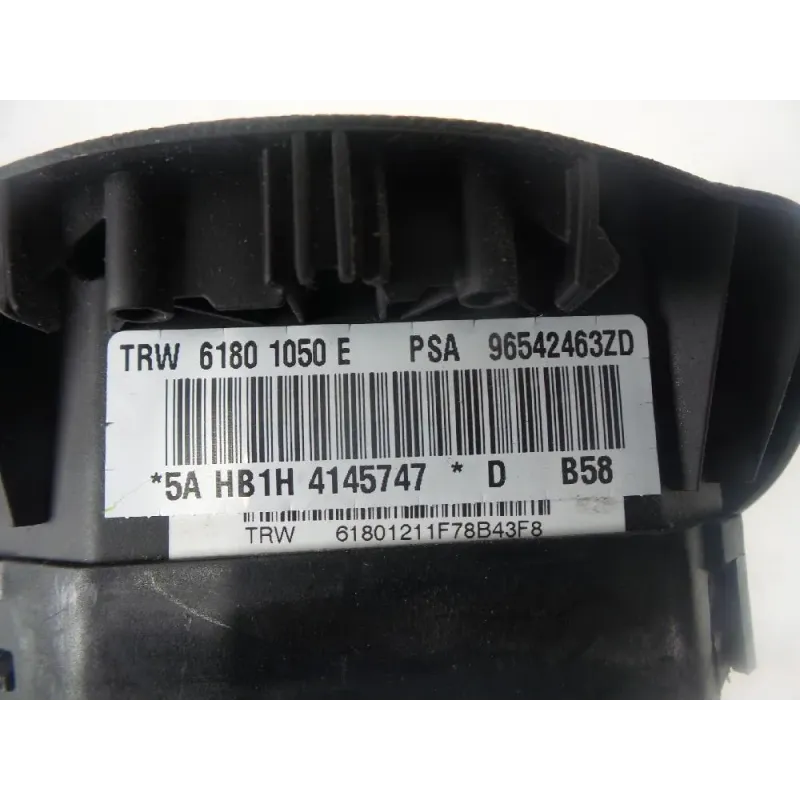 TRW 6180 1050 E PSA 96542463ZD
*5A HB1H 4145747 * D B58
TRW 61801211F78B43F8